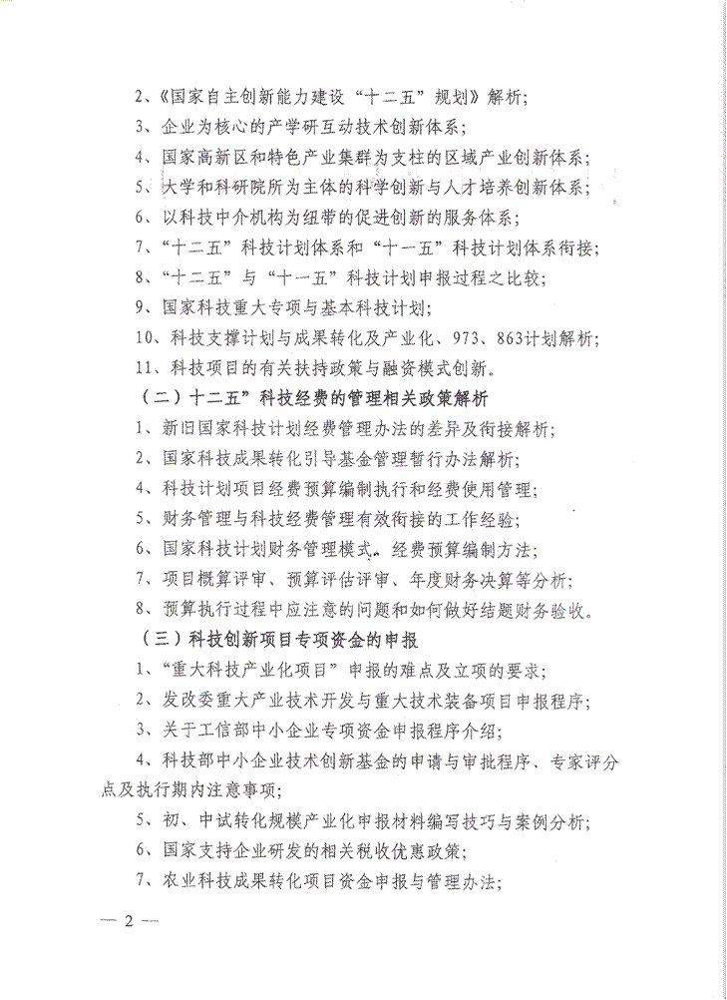 2、《国家自主创新能力建设“十二五”规划》解析;
3、企业为核心的产学研互动技术创新体系;
4、国家高新区和特色产业集群为支柱的区域产业创新体系;
5、大学和科研院所为主体的科学创新与人才培养创新体系;
6、以科技中介机构为纽带的促进创新的服务体系;
7、“十二五”科技计划体系和“十一五”科技计划体系衔接;
8、“十二五”与“十一五”科技计划申报过程之比较;
9、国家科技重大专项与基本科技计划;
10、科技支撑计划与成果转化及产业化、973、863计划解析;
11、科技项目的有关扶持政策与融资模式创新。
（二）十二五”科技经费的管理相关政策解析
1、新旧国家科技计划经费管理办法的差异及衔接解析;
2、国家科技成果转化引导基金管理暂行办法解析;
4、科技计划项目经费预算编制执行和经费使用管理;
5、财务管理与科技经费管理有效衔接的工作经验;
6、国家科技计划财务管理模式、经费预算编制方法;
7、项目概算评审、预算评估评审、年度财务决算等分析;
8、预算执行过程中应注意的问题和如何做好结题财务验收。
（三）科技创新项目专项资金的申报
1、“重大科技产业化项目”申报的难点及立项的要求;
2、发改委重大产业技术开发与重大技术装备项目申报程序;
3、关于工信部中小企业专项资金申报程序介绍;
4、科技部中小企业技术创新基金的申请与审批程序、专家评分
点及执行期内注意事项;
5、初、中试转化规模产业化申报材料编写技巧与案例分析;
6、国家支持企业研发的相关税收优惠政策;
7、农业科技成果转化项目资金申报与管理办法;
— 2 —